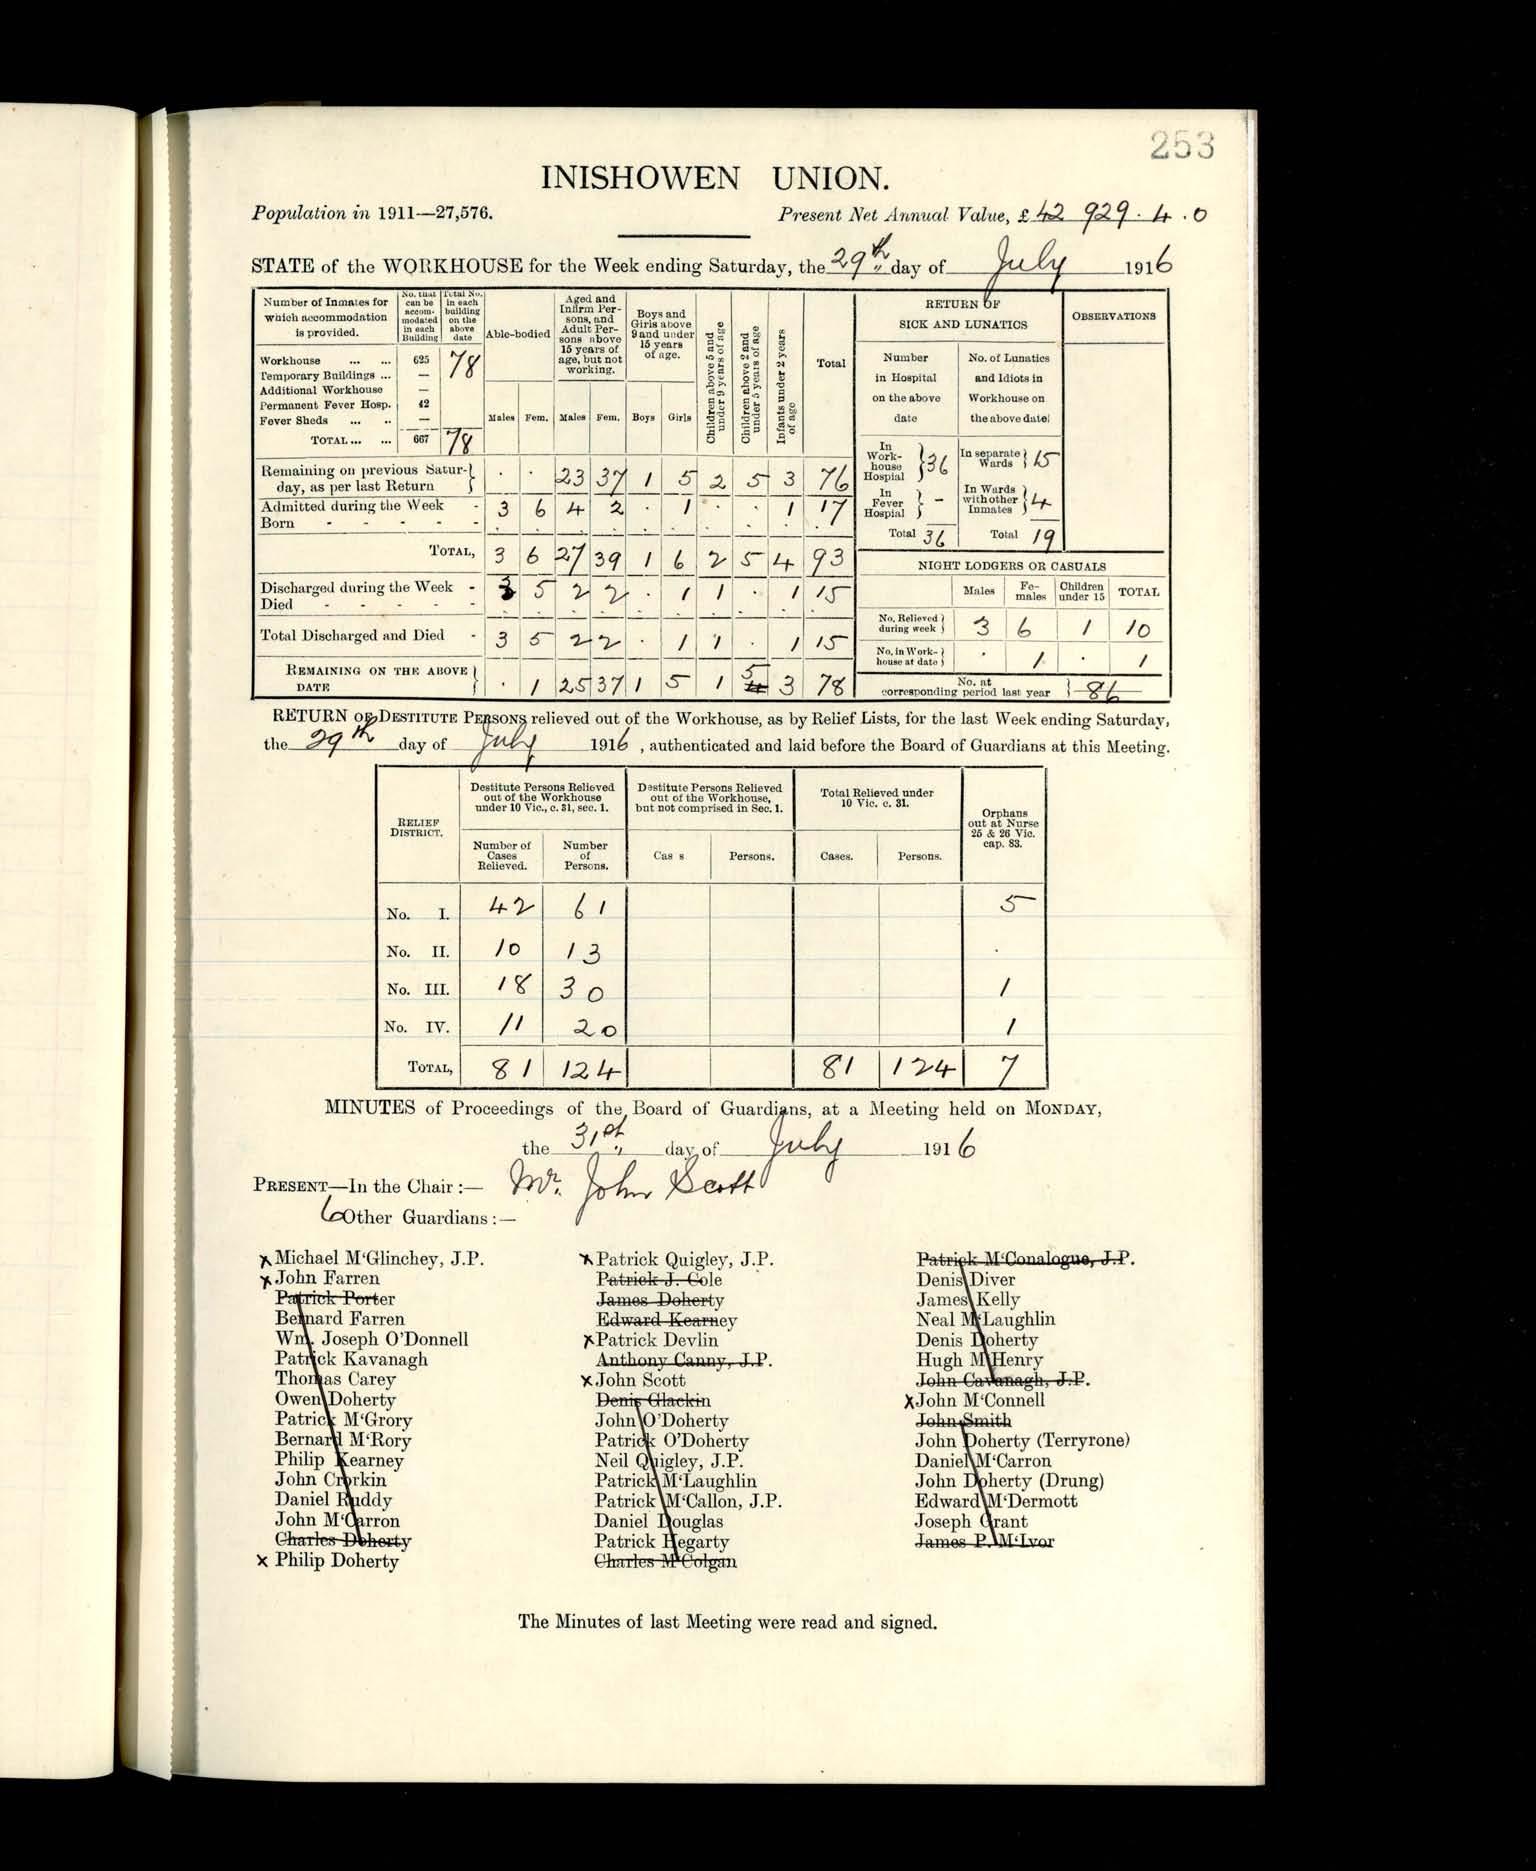 253
INISHOWEN UNION.
Population in 1911—27,576. Present Net Annual Value, £42 929 . 4 . 0
STATE of the WORKHOUSE for the Week ending Saturday, the 29th day of July 1916
Number of Inmates for which accommodation is provided. | No. that can be accommodated in each Building | Total No. in each building on the above date | Able-bodied | Aged and Infirm Persons, and Adult Persons above 15 years of age, but not working. | Boys and Girls above 9 and under 15 years of age. | Children above 5 and under 9 years of age | Children above 2 and under 5 years of age | Infants under 2 years of age | Total
Males Fem. Males Fem. Boys Girls
Workhouse ... ... 625 78
Temporary Buildings ... —
Additional Workhouse —
Permanent Fever Hosp. 42
Fever Sheds ... .. —
TOTAL ... ... 667 78
Remaining on previous Saturday, as per last Return } . . 23 37 1 5 2 5 3 76
Admitted during the Week - 3 6 4 2 . 1 . . 1 17
Born - - - - - . . . . . . . . . .
TOTAL, 3 6 27 39 1 6 2 5 4 93
Discharged during the Week - 3 5 2 2 . 1 1 . 1 15
Died - - - - - . . . . . . . . .
Total Discharged and Died - 3 5 2 2 . 1 1 . 1 15
REMAINING ON THE ABOVE DATE } . 1 25 37 1 5 1 4 5 3 78
RETURN OF SICK AND LUNATICS
OBSERVATIONS
Number in Hospital on the above date
No. of Lunatics and Idiots in Workhouse on the above date
In Workhouse Hospial } 36
In separate Wards } 15
In Fever Hospial } -
In Wards with other Inmates } 4
Total 36 Total 19
NIGHT LODGERS OR CASUALS
Males Females Children under 15 TOTAL
No. Relieved during week } 3 6 1 10
No. in Workhouse at date } . 1 . 1
No. at corresponding period last year } 86
RETURN OF DESTITUTE PERSONS relieved out of the Workhouse, as by Relief Lists, for the last Week ending Saturday,
the 29th day of July 1916 , authenticated and laid before the Board of Guardians at this Meeting.
RELIEF DISTRICT. | Destitute Persons Relieved out of the Workhouse under 10 Vic., c. 31, sec. 1. | Destitute Persons Relieved out of the Workhouse, but not comprised in Sec. 1. | Total Relieved under 10 Vic. c. 31. | Orphans out at Nurse 25 & 26 Vic. cap. 83.
Number of Cases Relieved. | Number of Persons. | Cas s | Persons. | Cases. | Persons.
No. I. 42 61 5
No. II. 10 13 .
No. III. 18 30 1
No. IV. 11 20 1
TOTAL, 81 124 81 124 7
MINUTES of Proceedings of the Board of Guardians, at a Meeting held on MONDAY,
the 31st day of July 1916
PRESENT—In the Chair :— Mr. John Scott
6 Other Guardians :—
x Michael M‘Glinchey, J.P.
x John Farren
Patrick Porter
Bernard Farren
Wm. Joseph O'Donnell
Patrick Kavanagh
Thomas Carey
Owen Doherty
Patrick M‘Grory
Bernard M‘Rory
Philip Kearney
John Crorkin
Daniel Ruddy
John M‘Carron
Charles Doherty
x Philip Doherty
x Patrick Quigley, J.P.
Patrick J. Cole
James Doherty
Edward Kearney
x Patrick Devlin
Anthony Canny, J.P.
x John Scott
Denis Glackin
John O'Doherty
Patrick O'Doherty
Neil Quigley, J.P.
Patrick M‘Laughlin
Patrick M‘Callon, J.P.
Daniel Douglas
Patrick Hegarty
Charles M‘Colgan
Patrick M‘Conalogue, J.P.
Denis Diver
James Kelly
Neal M‘Laughlin
Denis Doherty
Hugh M‘Henry
John Cavanagh, J.P.
x John M‘Connell
John Smith
John Doherty (Terryrone)
Daniel M‘Carron
John Doherty (Drung)
Edward M‘Dermott
Joseph Grant
James P. M‘Ivor
The Minutes of last Meeting were read and signed.